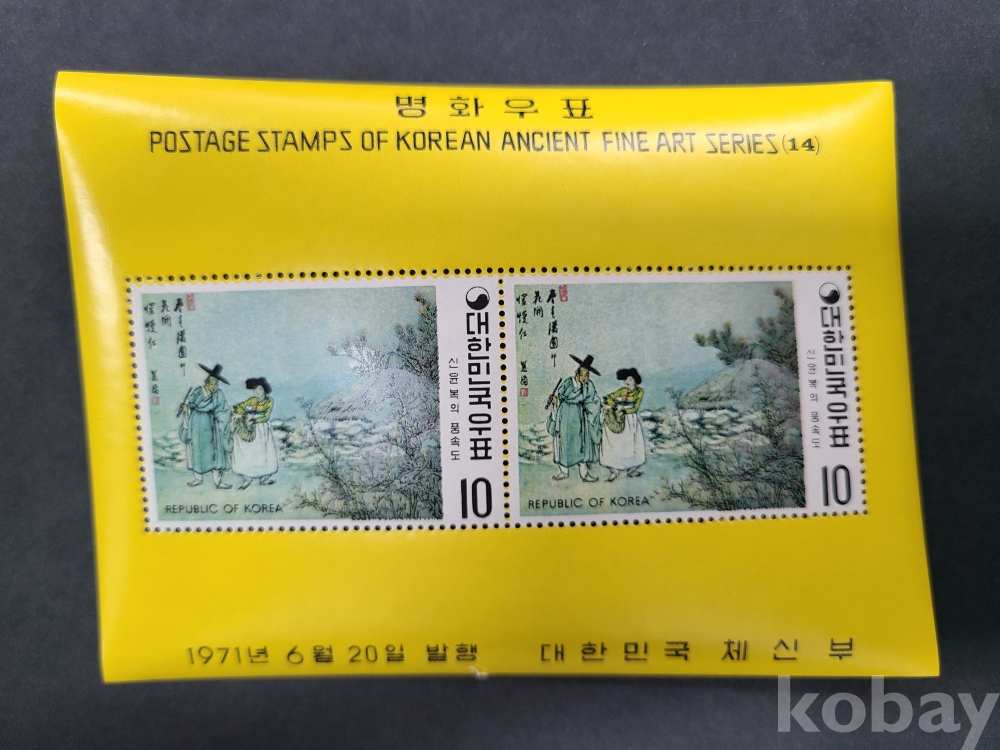 명화우표
POSTAGE STAMPS OF KOREAN ANCIENT FINE ART SERIES (14)
대한민국우표
신윤복의 풍속도
10
REPUBLIC OF KOREA
대한민국우표
신윤복의 풍속도
10
REPUBLIC OF KOREA
1971년 6월 20일 발행 대한민국 체신부
kobay